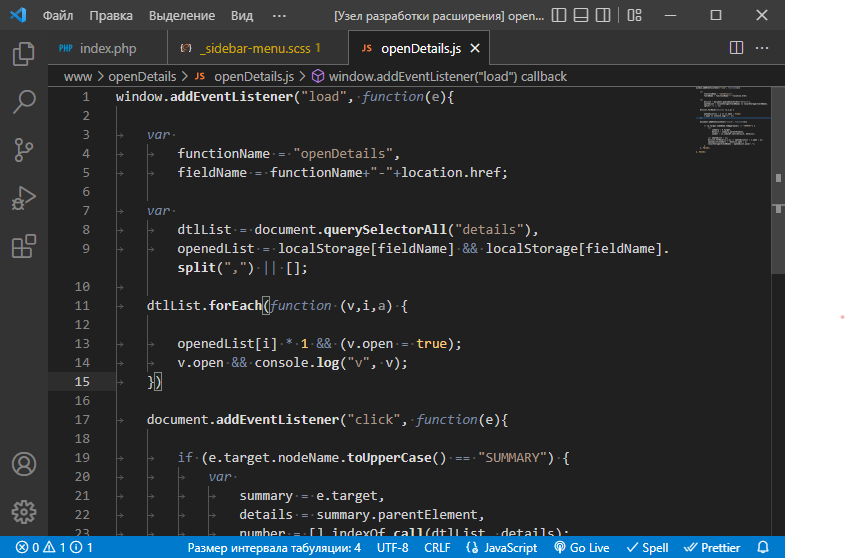 Файл Правка Выделение Вид ··· [Узел разработки расширения] open...
PHP index.php _sidebar-menu.scss 1 JS openDetails.js ×
www > openDetails > JS openDetails.js > window.addEventListener("load") callback
1 window.addEventListener("load", function(e){
2
3 var
4 functionName = "openDetails",
5 fieldName = functionName+"-"+location.href;
6
7 var
8 dtlList = document.querySelectorAll("details"),
9 openedList = localStorage[fieldName] && localStorage[fieldName].
split(",") || [];
10
11 dtlList.forEach(function (v,i,a) {
12
13 openedList[i] * 1 && (v.open = true);
14 v.open && console.log("v", v);
15 })
16
17 document.addEventListener("click", function(e){
18
19 if (e.target.nodeName.toUpperCase() == "SUMMARY") {
20 var
21 summary = e.target,
22 details = summary.parentElement,
23 number = [].indexOf.call(dtlList, details);
0 1 1 Размер интервала табуляции: 4 UTF-8 CRLF JavaScript Go Live Spell Prettier